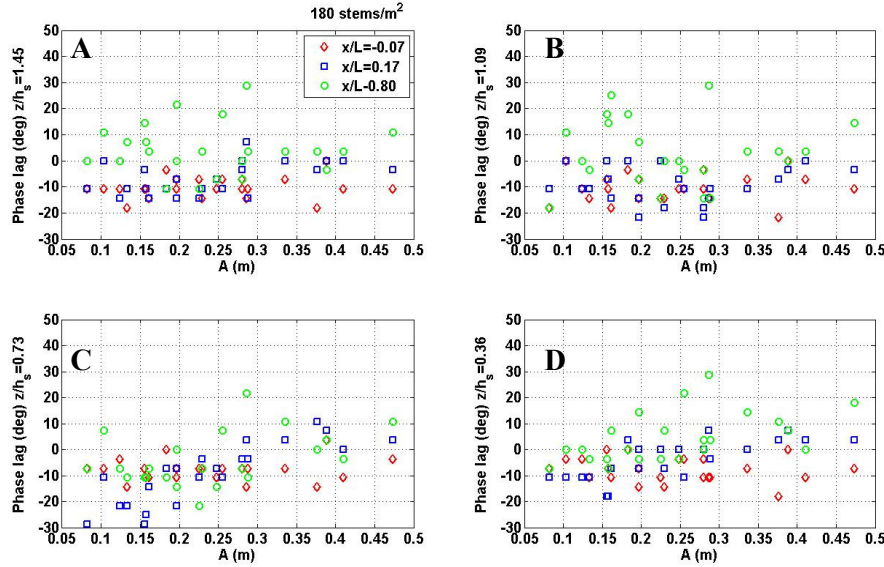 180 stems/m²
A
B
x/L=-0.07
x/L=0.17
x/L-0.80
Phase lag (deg) z/hs=1.45
50
40
30
20
10
0
-10
-20
-30
0.05 0.1 0.15 0.2 0.25 0.3 0.35 0.4 0.45 0.5
A (m)
Phase lag (deg) z/hs=1.09
50
40
30
20
10
0
-10
-20
-30
0.05 0.1 0.15 0.2 0.25 0.3 0.35 0.4 0.45 0.5
A (m)
C
D
Phase lag (deg) z/hs=0.73
50
40
30
20
10
0
-10
-20
-30
0.05 0.1 0.15 0.2 0.25 0.3 0.35 0.4 0.45 0.5
A (m)
Phase lag (deg) z/hs=0.36
50
40
30
20
10
0
-10
-20
-30
0.05 0.1 0.15 0.2 0.25 0.3 0.35 0.4 0.45 0.5
A (m)